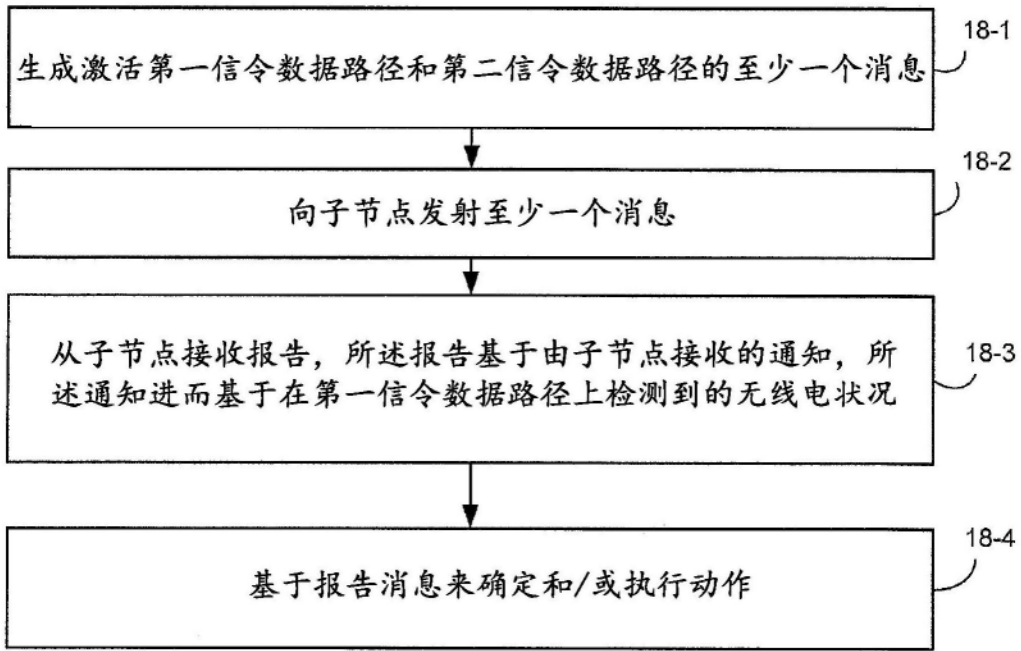 18-1
生成激活第一信令数据路径和第二信令数据路径的至少一个消息
18-2
向子节点发射至少一个消息
从子节点接收报告，所述报告基于由子节点接收的通知，所
18-3
述通知进而基于在第一信令数据路径上检测到的无线电状况
18-4
基于报告消息来确定和/或执行动作